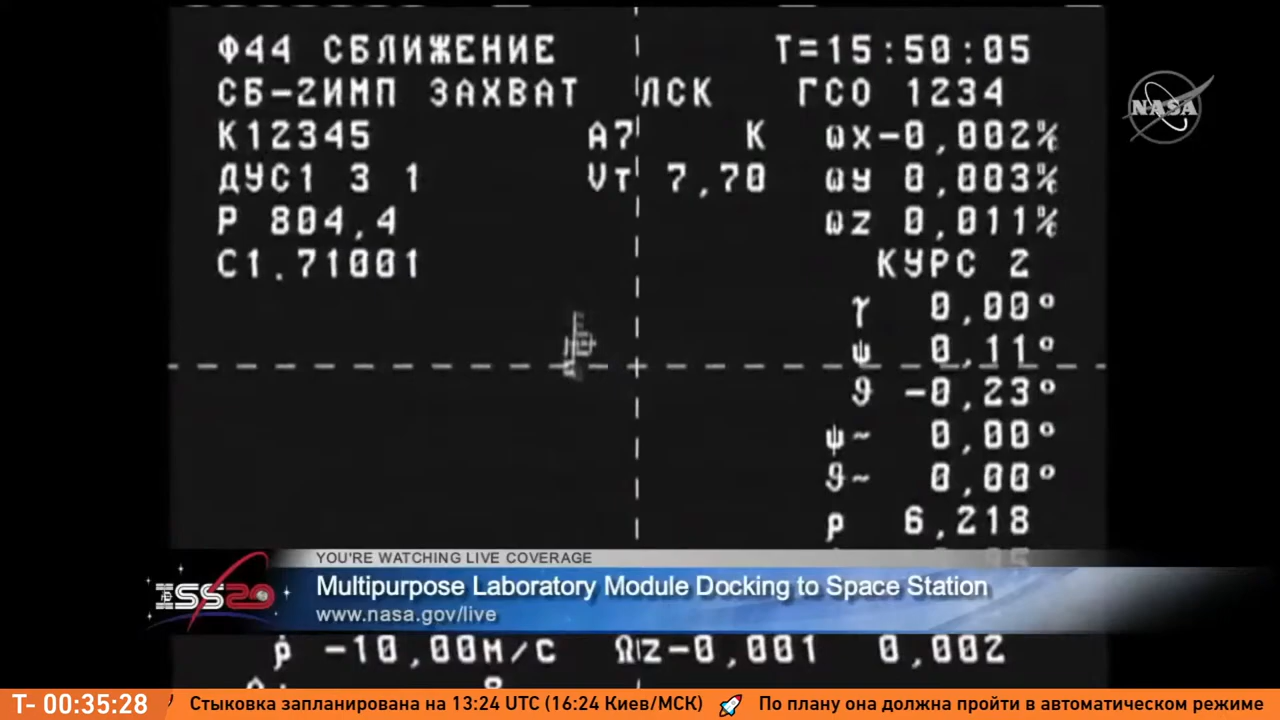 Ф44 СБЛИЖЕНИЕ T=15:50:05
СБ-2ИМП ЗАХВАТ ЛСК ГСО 1234
NASA
К12345 А7 К ωx-0,002%
ДУС1 3 1 Vт 7,70 ωy 0,003%
Р 804,4 ωz 0,011%
С1.71001 КУРС 2
γ 0,00°
ψ 0,11°
ϑ -0,23°
ψ~ 0,00°
ϑ~ 0,00°
ρ 6,218
YOU'RE WATCHING LIVE COVERAGE
ISS20
Multipurpose Laboratory Module Docking to Space Station
www.nasa.gov/live
ρ̇ -10,00м/с Ωz-0,001 0,002
T- 00:35:28 Стыковка запланирована на 13:24 UTC (16:24 Киев/МСК) По плану она должна пройти в автоматическом режиме